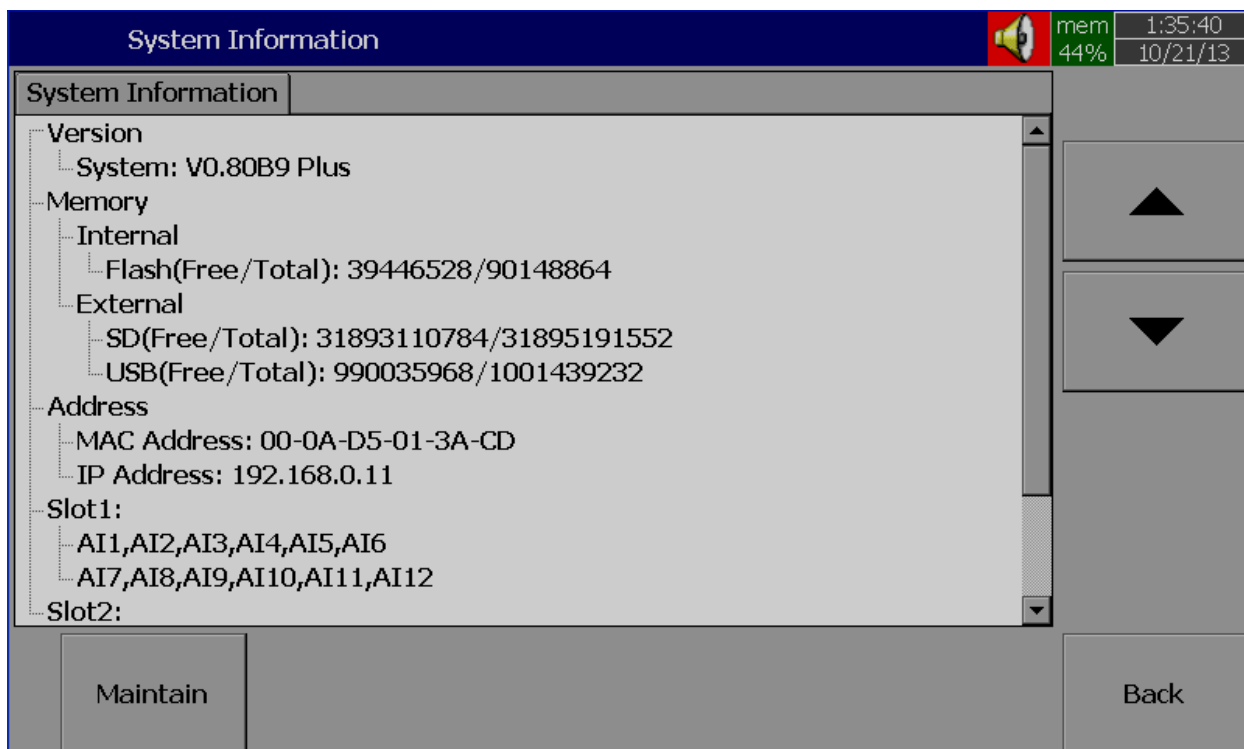 System Information
mem
44%
1:35:40
10/21/13
System Information
Version
System: V0.80B9 Plus
Memory
Internal
Flash(Free/Total): 39446528/90148864
External
SD(Free/Total): 31893110784/31895191552
USB(Free/Total): 990035968/1001439232
Address
MAC Address: 00-0A-D5-01-3A-CD
IP Address: 192.168.0.11
Slot1:
AI1,AI2,AI3,AI4,AI5,AI6
AI7,AI8,AI9,AI10,AI11,AI12
Slot2:
Maintain
Back